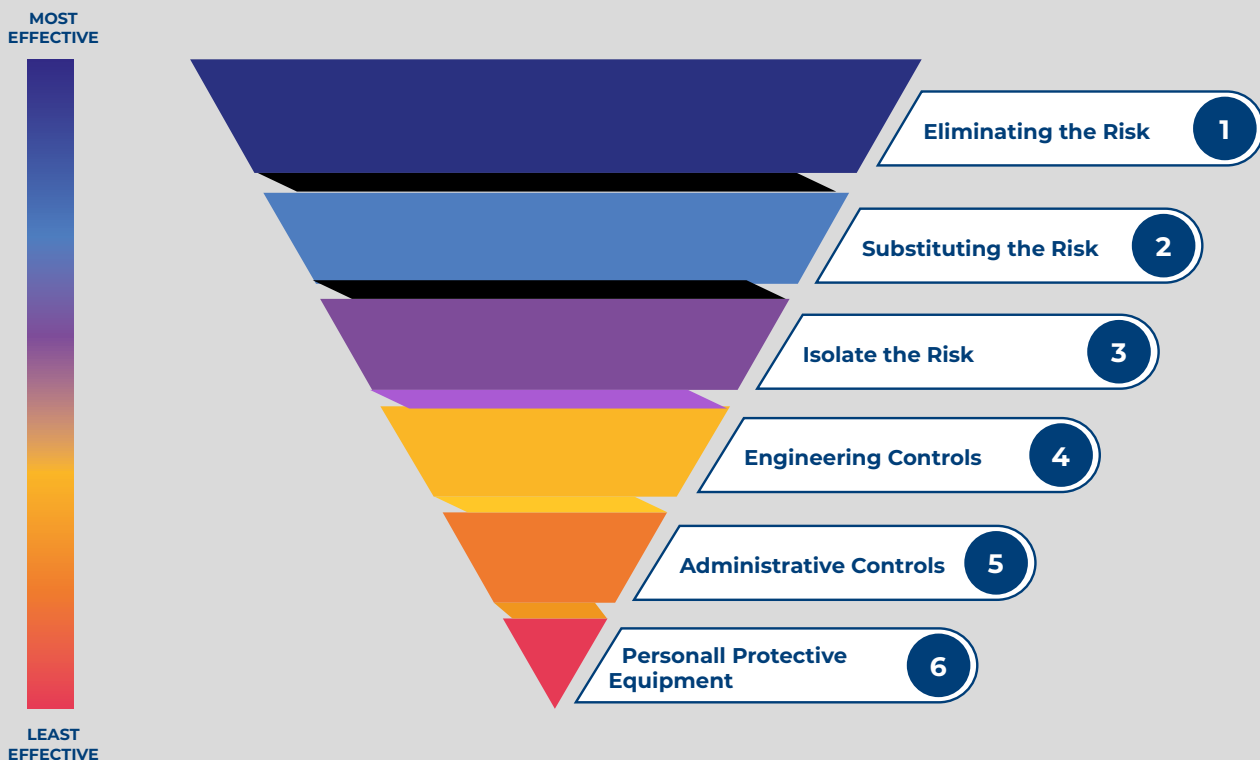 MOST
EFFECTIVE
Eliminating the Risk
1
Substituting the Risk
2
Isolate the Risk
3
Engineering Controls
4
Administrative Controls
5
Personall Protective
Equipment
6
LEAST
EFFECTIVE